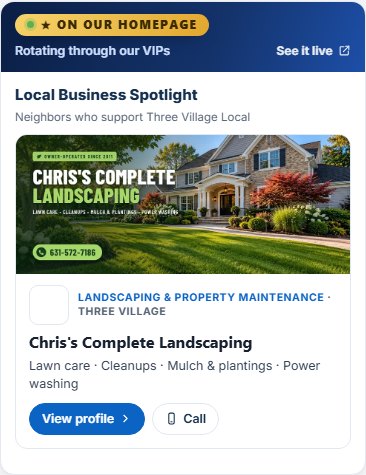 ★ ON OUR HOMEPAGE
Rotating through our VIPs
See it live
Local Business Spotlight
Neighbors who support Three Village Local
OWNER-OPERATED SINCE 2011
CHRIS'S COMPLETE
LANDSCAPING
LAWN CARE · CLEANUPS · MULCH & PLANTINGS · POWER WASHING
631-572-7186
LANDSCAPING & PROPERTY MAINTENANCE ·
THREE VILLAGE
Chris's Complete Landscaping
Lawn care · Cleanups · Mulch & plantings · Power
washing
View profile
Call